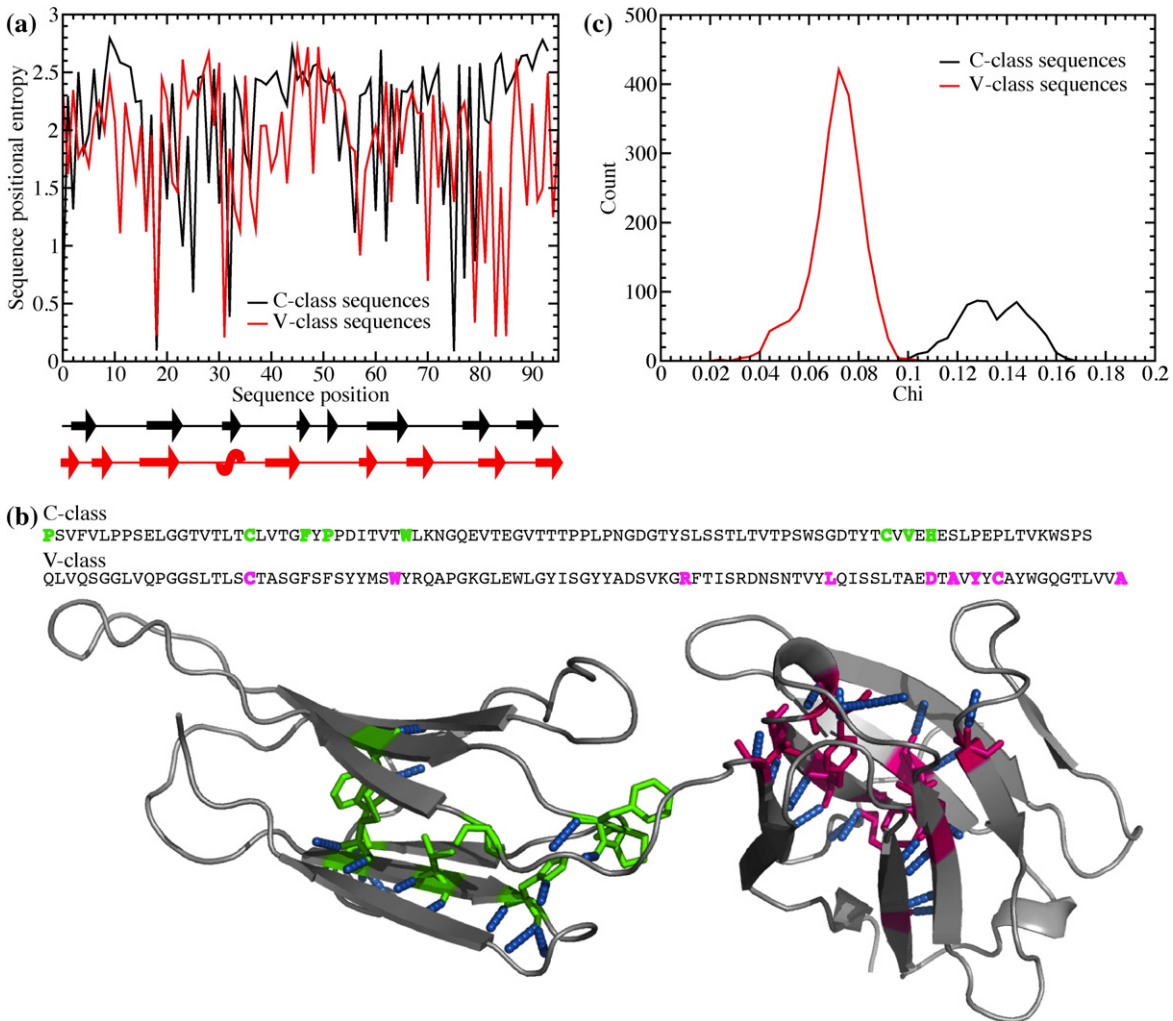 (a)
3
2.5
2
1.5
1
0.5
0
Sequence positional entropy
C-class sequences
V-class sequences
0 10 20 30 40 50 60 70 80 90
Sequence position
(c)
500
400
300
200
100
0
Count
C-class sequences
V-class sequences
0 0.02 0.04 0.06 0.08 0.1 0.12 0.14 0.16 0.18 0.2
Chi
(b)
C-class
PSVFVLPPSELGGTVTLTCLVTGFYPPDITVTWLKNGQEVTEGVTTTPPLPNGDGTYSLSSTLTVTPSWSGDTYTCVVEHESLPEPLTVKWSPS
V-class
QLVQSGGLVQPGGSLTLSCTASGFSFSYYMSWYRQAPGKGLEWLGYISGYYADSVKGRFTISRDNSNTVYLQISSLTAEDTAVYYCAYWGQGTLVVA